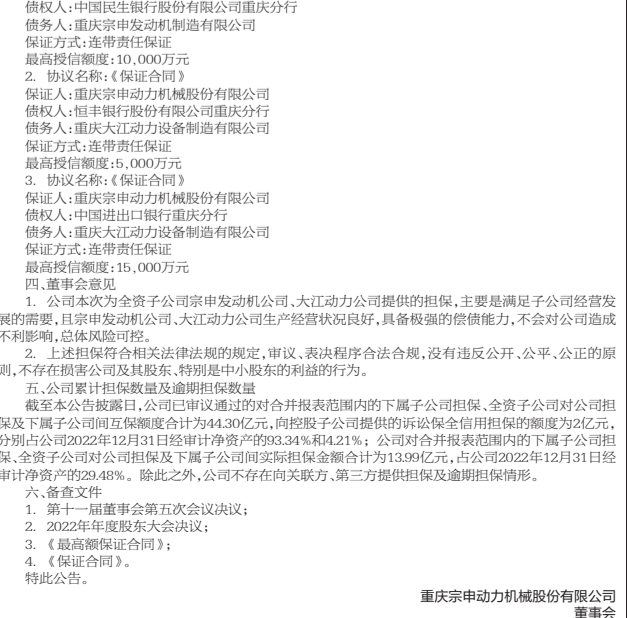 债权人:中国民生银行股份有限公司重庆分行
债务人:重庆宗申发动机制造有限公司
保证方式:连带责任保证
最高授信额度:10,000万元
2. 协议名称:《保证合同》
保证人:重庆宗申动力机械股份有限公司
债权人:恒丰银行股份有限公司重庆分行
债务人:重庆大江动力设备制造有限公司
保证方式:连带责任保证
最高授信额度:5,000万元
3. 协议名称:《保证合同》
保证人:重庆宗申动力机械股份有限公司
债权人:中国进出口银行重庆分行
债务人:重庆大江动力设备制造有限公司
保证方式:连带责任保证
最高授信额度:15,000万元
四、董事会意见
1. 公司本次为全资子公司宗申发动机公司、大江动力公司提供的担保,主要是满足子公司经营发
展的需要,且宗申发动机公司、大江动力公司生产经营状况良好,具备极强的偿债能力,不会对公司造成
不利影响,总体风险可控。
2. 上述担保符合相关法律法规的规定,审议、表决程序合法合规,没有违反公开、公平、公正的原
则,不存在损害公司及其股东、特别是中小股东的利益的行为。
五、公司累计担保数量及逾期担保数量
截至本公告披露日,公司已审议通过的对合并报表范围内的下属子公司担保、全资子公司对公司担
保及下属子公司间互保额度合计为44.30亿元,向控股子公司提供的诉讼保全信用担保的额度为2亿元,
分别占公司2022年12月31日经审计净资产的93.34%和4.21%; 公司对合并报表范围内的下属子公司担
保、全资子公司对公司担保及下属子公司间实际担保金额合计为13.99亿元,占公司2022年12月31日经
审计净资产的29.48%。除此之外,公司不存在向关联方、第三方提供担保及逾期担保情形。
六、备查文件
1. 第十一届董事会第五次会议决议;
2. 2022年年度股东大会决议;
3. 《最高额保证合同》;
4. 《保证合同》。
特此公告。
重庆宗申动力机械股份有限公司
董事会